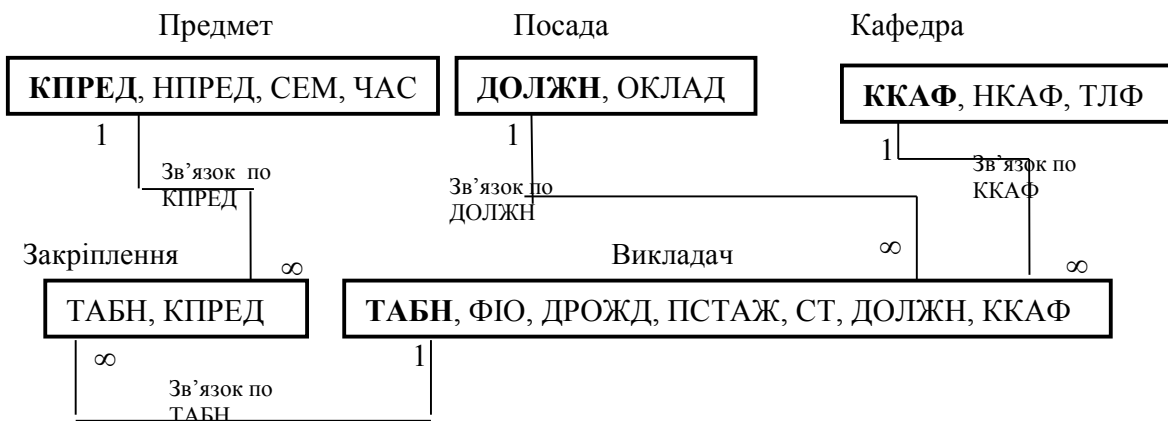 Предмет
Посада
Кафедра
КПРЕД, НПРЕД, СЕМ, ЧАС
ДОЛЖН, ОКЛАД
ККАФ, НКАФ, ТЛФ
1
1
1
Зв’язок по
КПРЕД
Зв’язок по
ДОЛЖН
Зв’язок по
ККАФ
Закріплення
∞
Викладач
∞
∞
ТАБН, КПРЕД
ТАБН, ФІО, ДРОЖД, ПСТАЖ, СТ, ДОЛЖН, ККАФ
∞
1
Зв’язок по
ТАБН